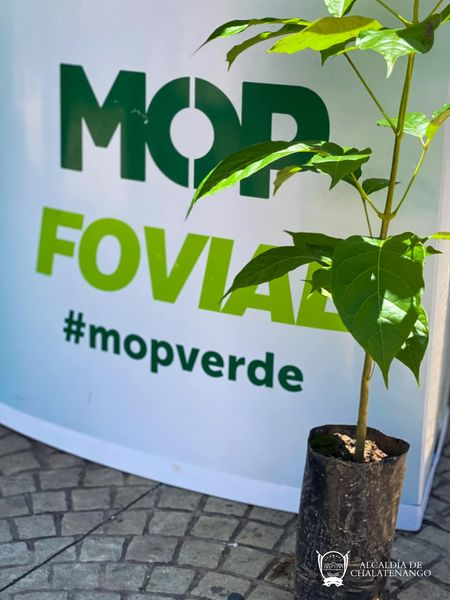 MOP
FOVIAL
#mopverde
ALCALDÍA DE
CHALATENANGO